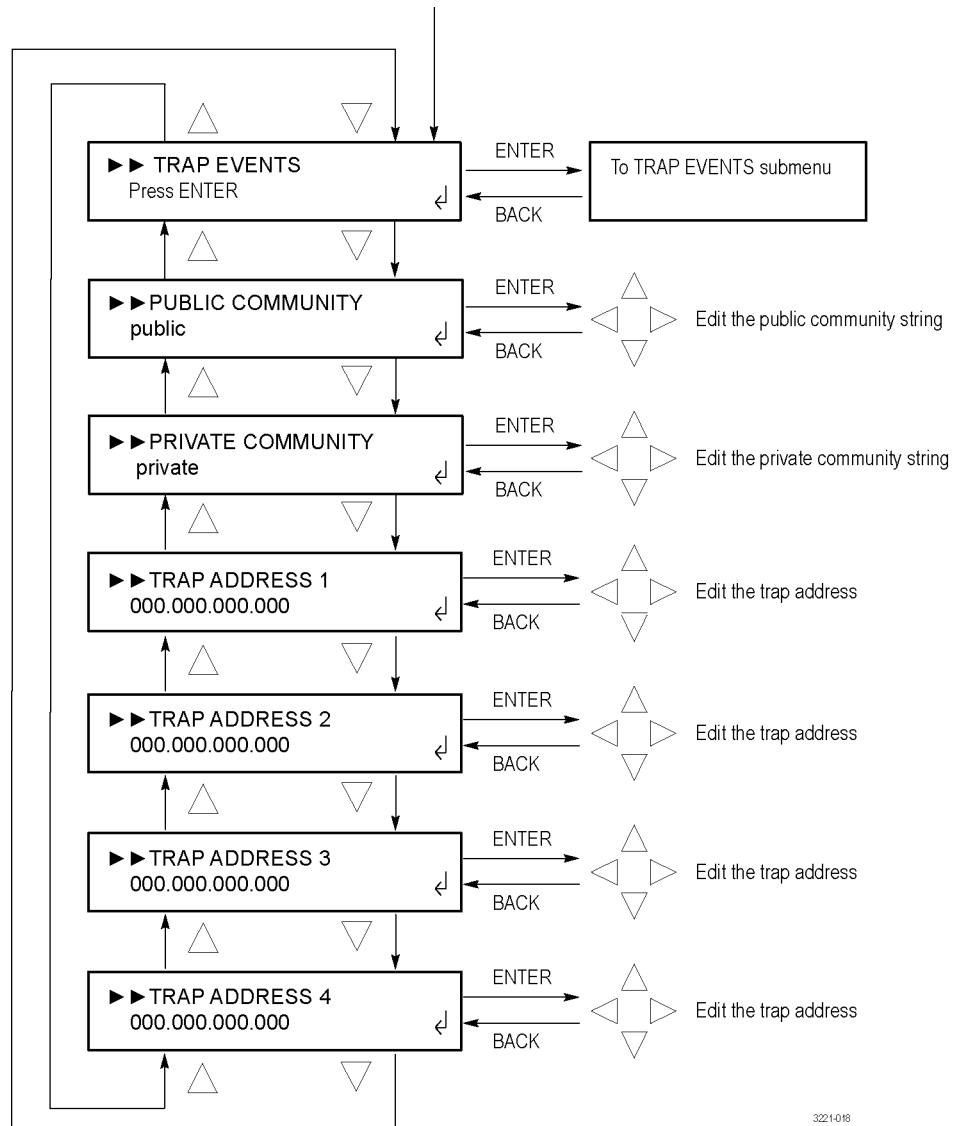 ►► TRAP EVENTS
Press ENTER
ENTER
BACK
To TRAP EVENTS submenu
►►PUBLIC COMMUNITY
public
ENTER
BACK
Edit the public community string
►►PRIVATE COMMUNITY
private
ENTER
BACK
Edit the private community string
►►TRAP ADDRESS 1
000.000.000.000
ENTER
BACK
Edit the trap address
►►TRAP ADDRESS 2
000.000.000.000
ENTER
BACK
Edit the trap address
►►TRAP ADDRESS 3
000.000.000.000
ENTER
BACK
Edit the trap address
►►TRAP ADDRESS 4
000.000.000.000
ENTER
BACK
Edit the trap address
3221-018